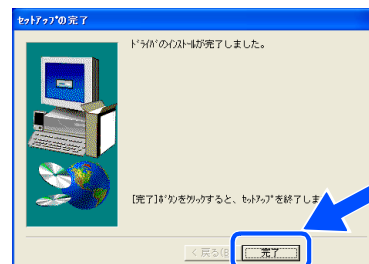 ｾｯﾄｱｯﾌﾟの完了
ﾄﾞﾗｲﾊﾞのｲﾝｽﾄｰﾙが完了しました。
[完了]ﾎﾞﾀﾝをｸﾘｯｸすると、ｾｯﾄｱｯﾌﾟを終了しま
< 戻る(B
完了